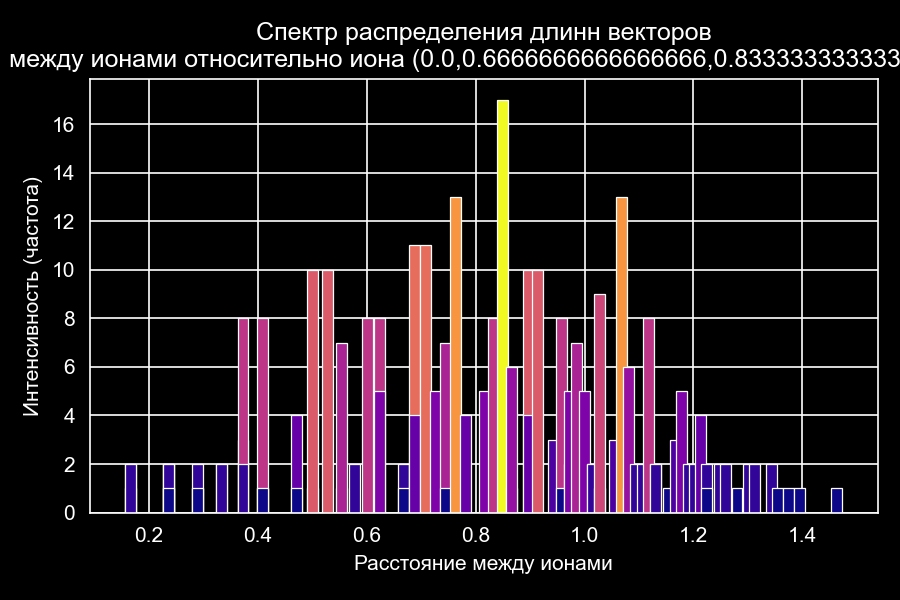 Спектр распределения длинн векторов
между ионами относительно иона (0.0,0.6666666666666666,0.833333333333
Интенсивность (частота)
16
14
12
10
8
6
4
2
0
0.2 0.4 0.6 0.8 1.0 1.2 1.4
Расстояние между ионами